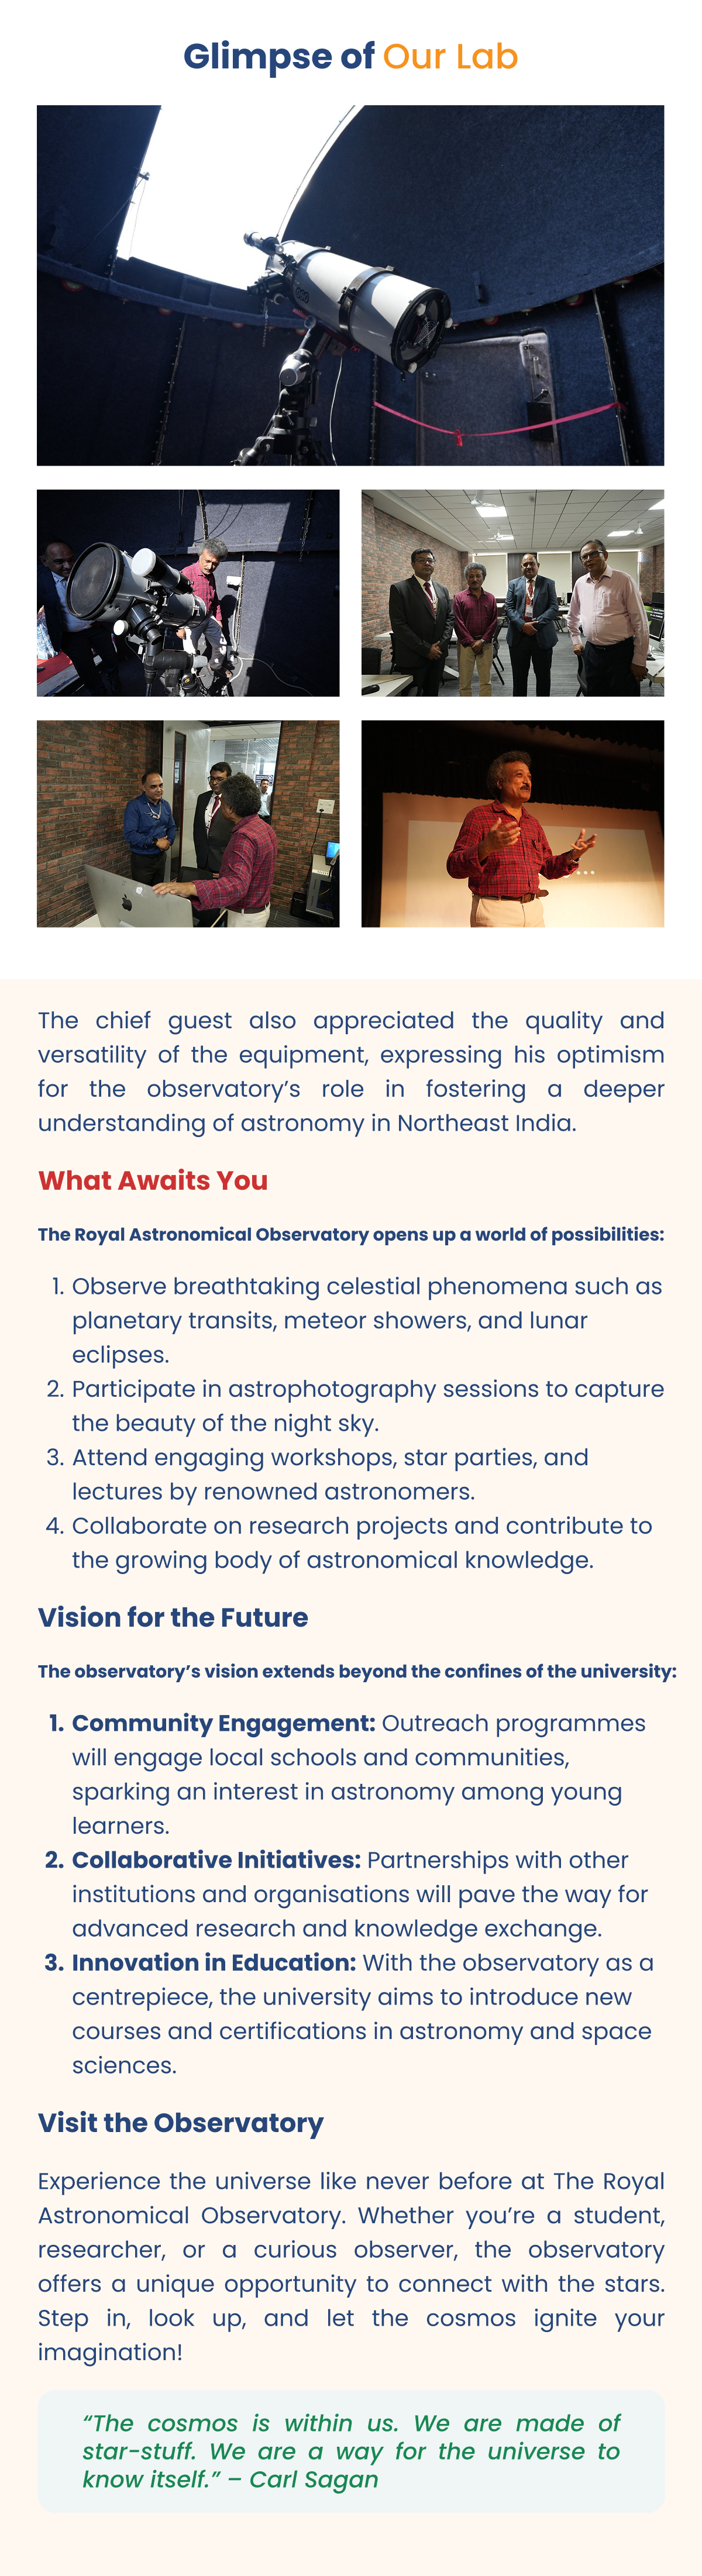 Glimpse of Our Lab
The chief guest also appreciated the quality and
versatility of the equipment, expressing his optimism
for the observatory’s role in fostering a deeper
understanding of astronomy in Northeast India.
What Awaits You
The Royal Astronomical Observatory opens up a world of possibilities:
1. Observe breathtaking celestial phenomena such as
planetary transits, meteor showers, and lunar
eclipses.
2. Participate in astrophotography sessions to capture
the beauty of the night sky.
3. Attend engaging workshops, star parties, and
lectures by renowned astronomers.
4. Collaborate on research projects and contribute to
the growing body of astronomical knowledge.
Vision for the Future
The observatory’s vision extends beyond the confines of the university:
1. Community Engagement: Outreach programmes
will engage local schools and communities,
sparking an interest in astronomy among young
learners.
2. Collaborative Initiatives: Partnerships with other
institutions and organisations will pave the way for
advanced research and knowledge exchange.
3. Innovation in Education: With the observatory as a
centrepiece, the university aims to introduce new
courses and certifications in astronomy and space
sciences.
Visit the Observatory
Experience the universe like never before at The Royal
Astronomical Observatory. Whether you’re a student,
researcher, or a curious observer, the observatory
offers a unique opportunity to connect with the stars.
Step in, look up, and let the cosmos ignite your
imagination!
“The cosmos is within us. We are made of
star-stuff. We are a way for the universe to
know itself.” – Carl Sagan